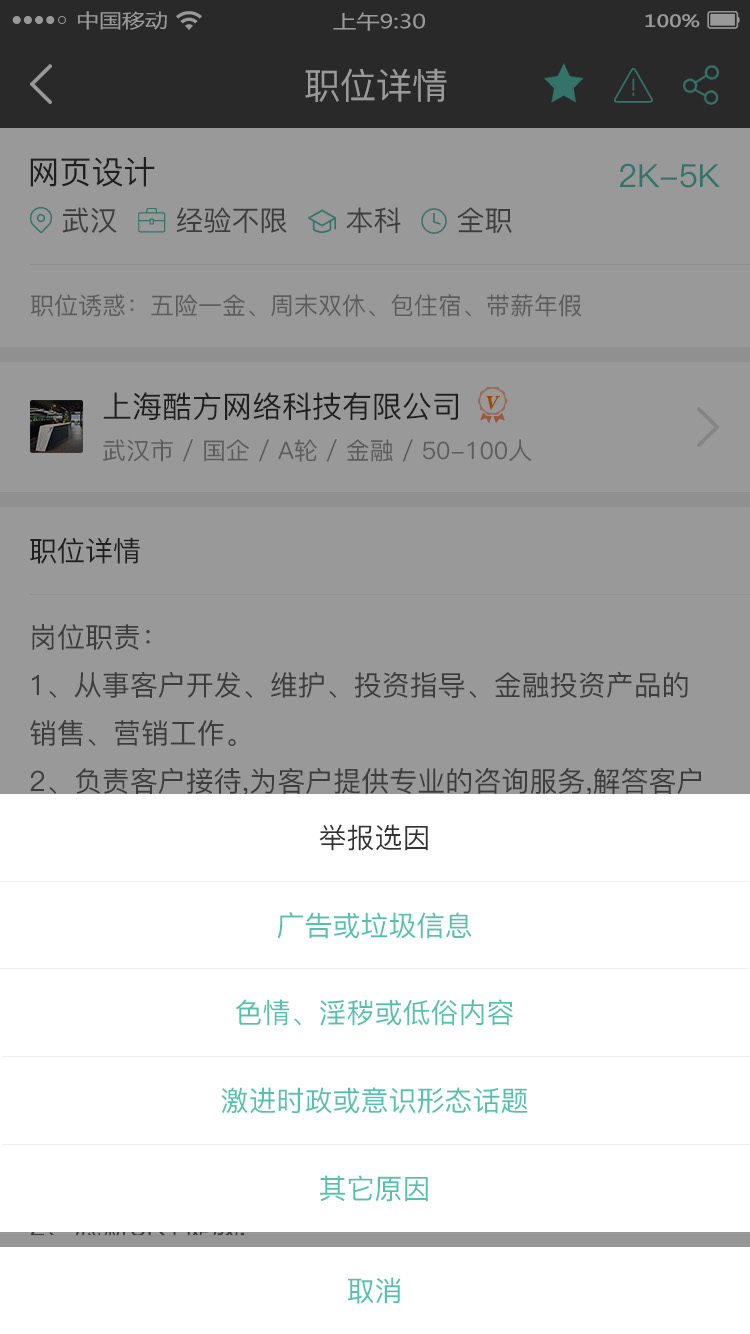 中国移动
上午9:30
100%
职位详情
网页设计
2K-5K
武汉 经验不限 本科 全职
职位诱惑：五险一金、周末双休、包住宿、带薪年假
上海酷方网络科技有限公司
V
武汉市 / 国企 / A轮 / 金融 / 50-100人
职位详情
岗位职责：
1、从事客户开发、维护、投资指导、金融投资产品的
销售、营销工作。
2、负责客户接待,为客户提供专业的咨询服务,解答客户
举报选因
广告或垃圾信息
色情、淫秽或低俗内容
激进时政或意识形态话题
其它原因
取消